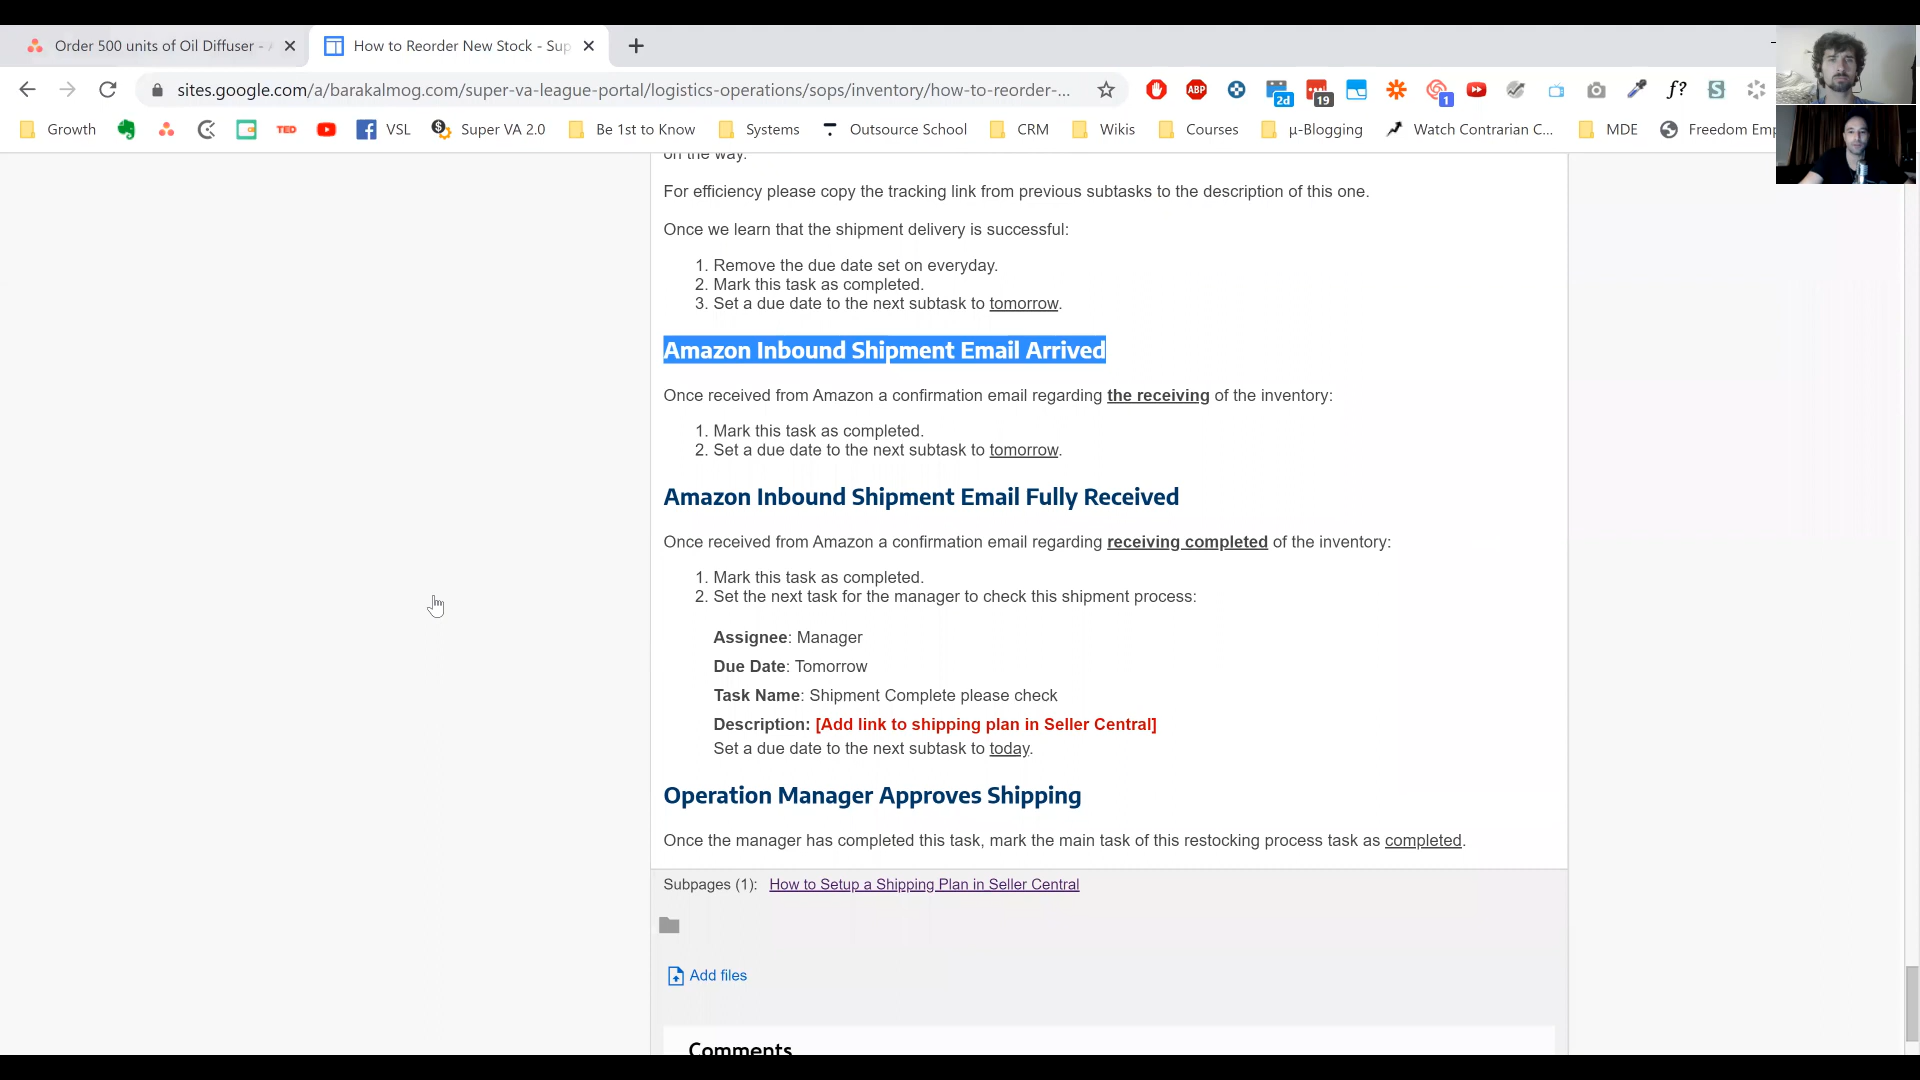 Order 500 units of Oil Diffuser - A
How to Reorder New Stock - Sup
sites.google.com/a/barakalmog.com/super-va-league-portal/logistics-operations/sops/inventory/how-to-reorder-...
ABP
2d
19
1
f?
Growth
TED
VSL
Super VA 2.0
Be 1st to Know
Systems
Outsource School
CRM
Wikis
Courses
μ-Blogging
Watch Contrarian C...
MDE
Freedom Emp
on the way.
For efficiency please copy the tracking link from previous subtasks to the description of this one.
Once we learn that the shipment delivery is successful:
1. Remove the due date set on everyday.
2. Mark this task as completed.
3. Set a due date to the next subtask to tomorrow.
Amazon Inbound Shipment Email Arrived
Once received from Amazon a confirmation email regarding the receiving of the inventory:
1. Mark this task as completed.
2. Set a due date to the next subtask to tomorrow.
Amazon Inbound Shipment Email Fully Received
Once received from Amazon a confirmation email regarding receiving completed of the inventory:
1. Mark this task as completed.
2. Set the next task for the manager to check this shipment process:
Assignee: Manager
Due Date: Tomorrow
Task Name: Shipment Complete please check
Description: [Add link to shipping plan in Seller Central]
Set a due date to the next subtask to today.
Operation Manager Approves Shipping
Once the manager has completed this task, mark the main task of this restocking process task as completed.
Subpages (1): How to Setup a Shipping Plan in Seller Central
Add files
Comments